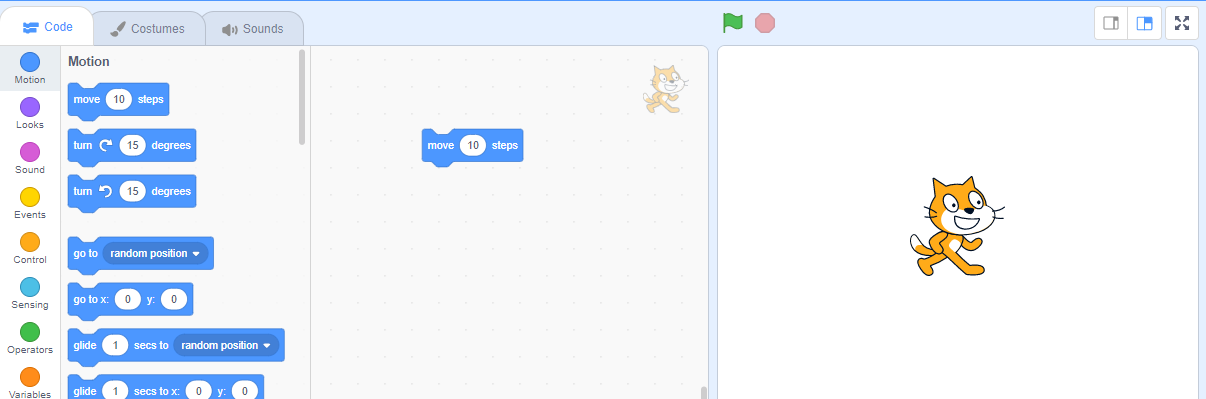 Code
Costumes
Sounds
Motion
Looks
Sound
Events
Control
Sensing
Operators
Variables
Motion
move 10 steps
turn 15 degrees
turn 15 degrees
go to random position
go to x: 0 y: 0
glide 1 secs to random position
glide 1 secs to x: 0 y: 0
move 10 steps